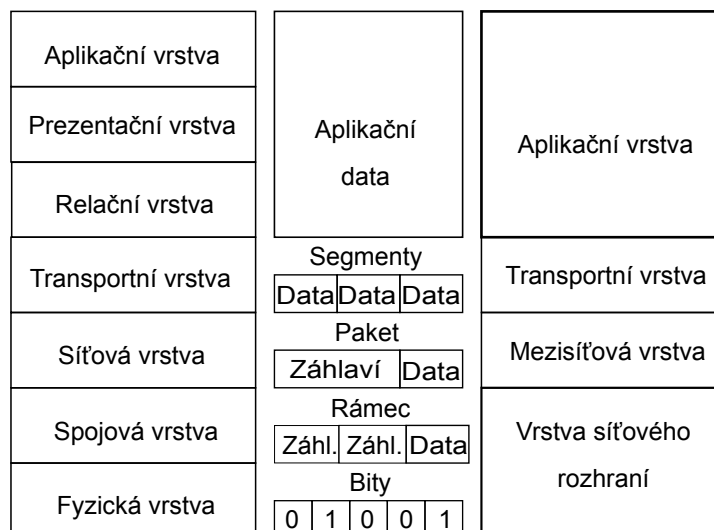 Aplikační vrstva
Prezentační vrstva
Relační vrstva
Transportní vrstva
Síťová vrstva
Spojová vrstva
Fyzická vrstva
Aplikační
data
Segmenty
Data Data Data
Paket
Záhlaví Data
Rámec
Záhl. Záhl. Data
Bity
0 1 0 0 1
Aplikační vrstva
Transportní vrstva
Mezisíťová vrstva
Vrstva síťového
rozhraní